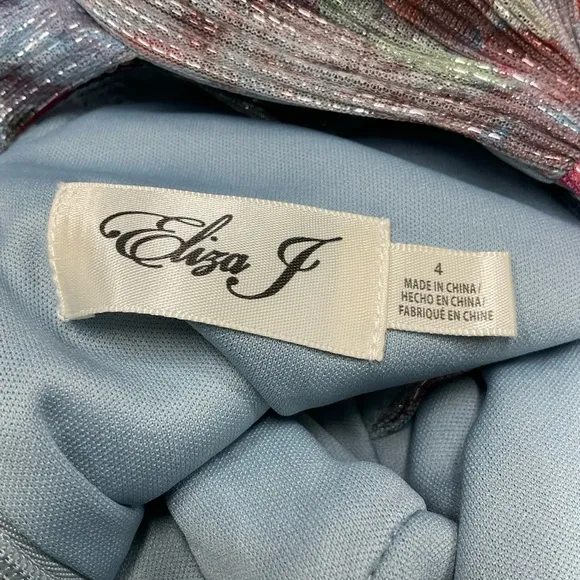 Eliza J
4
MADE IN CHINA/
HECHO EN CHINA/
FABRIQUÉ EN CHINE